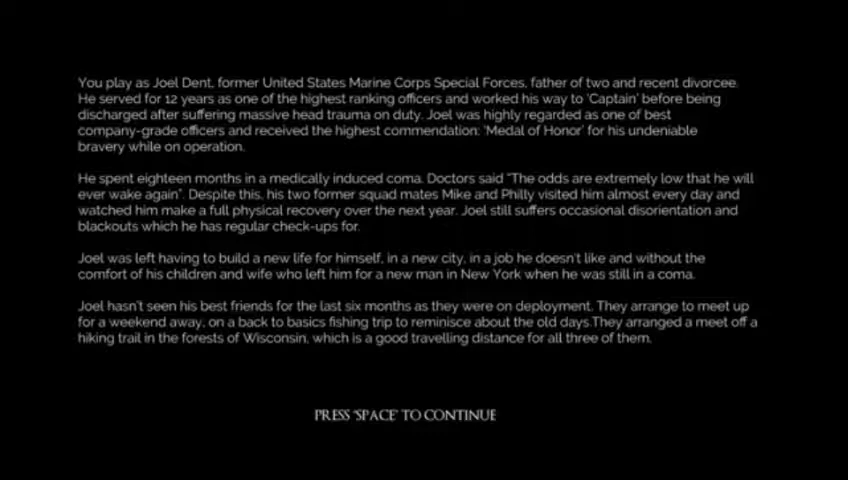 You play as Joel Dent, former United States Marine Corps Special Forces, father of two and recent divorcee.
He served for 12 years as one of the highest ranking officers and worked his way to 'Captain' before being
discharged after suffering massive head trauma on duty. Joel was highly regarded as one of best
company-grade officers and received the highest commendation: 'Medal of Honor' for his undeniable
bravery while on operation.
He spent eighteen months in a medically induced coma. Doctors said "The odds are extremely low that he will
ever wake again". Despite this, his two former squad mates Mike and Philly visited him almost every day and
watched him make a full physical recovery over the next year. Joel still suffers occasional disorientation and
blackouts which he has regular check-ups for.
Joel was left having to build a new life for himself, in a new city, in a job he doesn't like and without the
comfort of his children and wife who left him for a new man in New York when he was still in a coma.
Joel hasn't seen his best friends for the last six months as they were on deployment. They arrange to meet up
for a weekend away, on a back to basics fishing trip to reminisce about the old days.They arranged a meet off a
hiking trail in the forests of Wisconsin, which is a good travelling distance for all three of them.
PRESS 'SPACE' TO CONTINUE